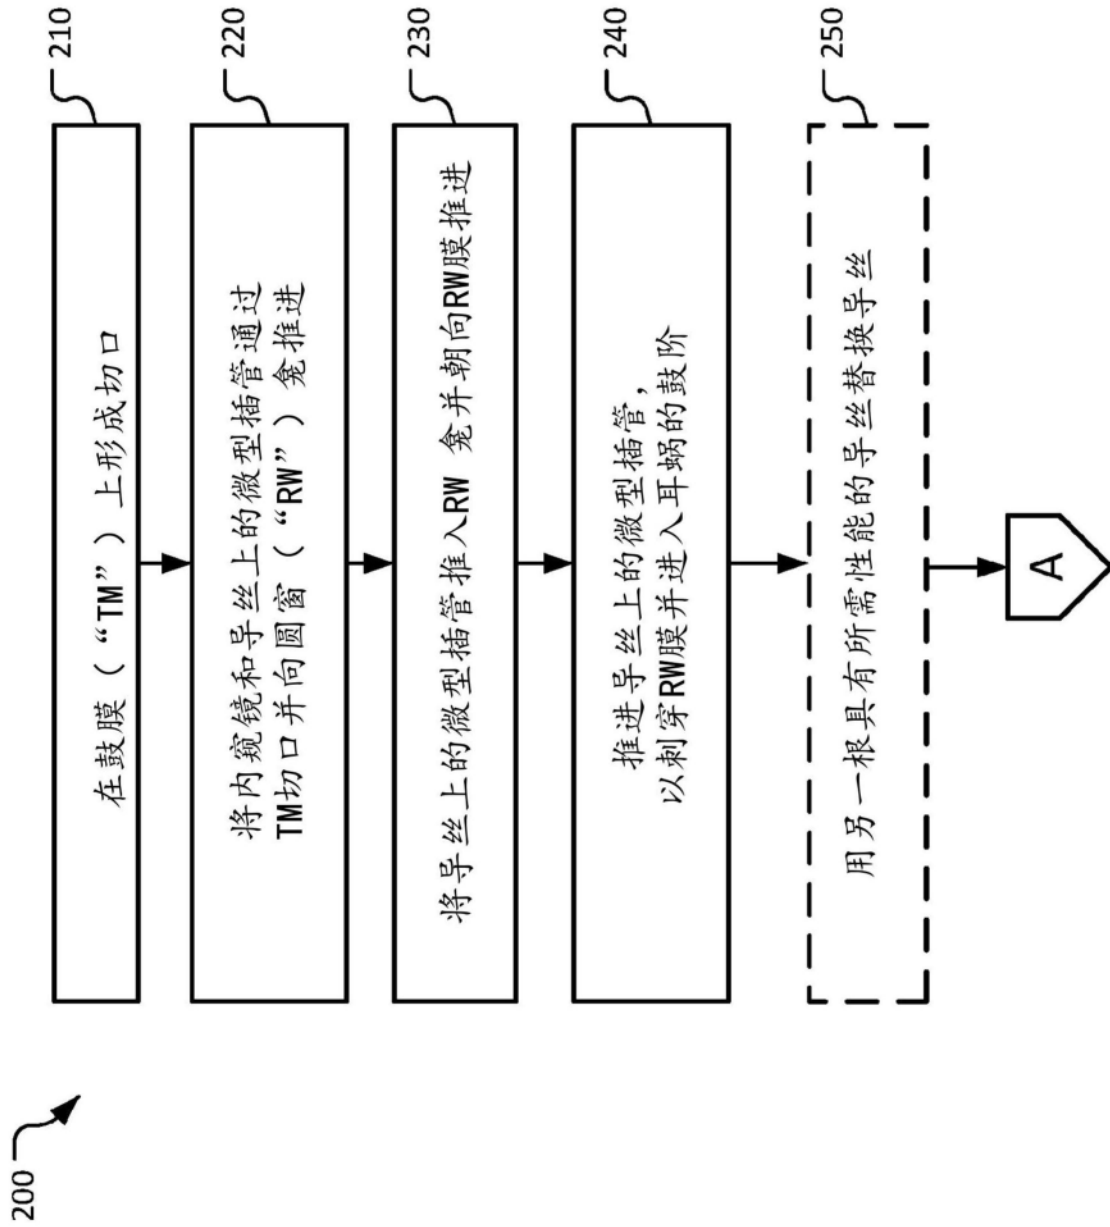 200
210
在鼓膜（“TM”）上形成切口
220
将内窥镜和导丝上的微型插管通过
TM切口并向圆窗（“RW”）龛推进
230
将导丝上的微型插管推入RW 龛并朝向RW膜推进
240
推进导丝上的微型插管，
以刺穿RW膜并进入耳蜗的鼓阶
250
用另一根具有所需性能的导丝替换导丝
A